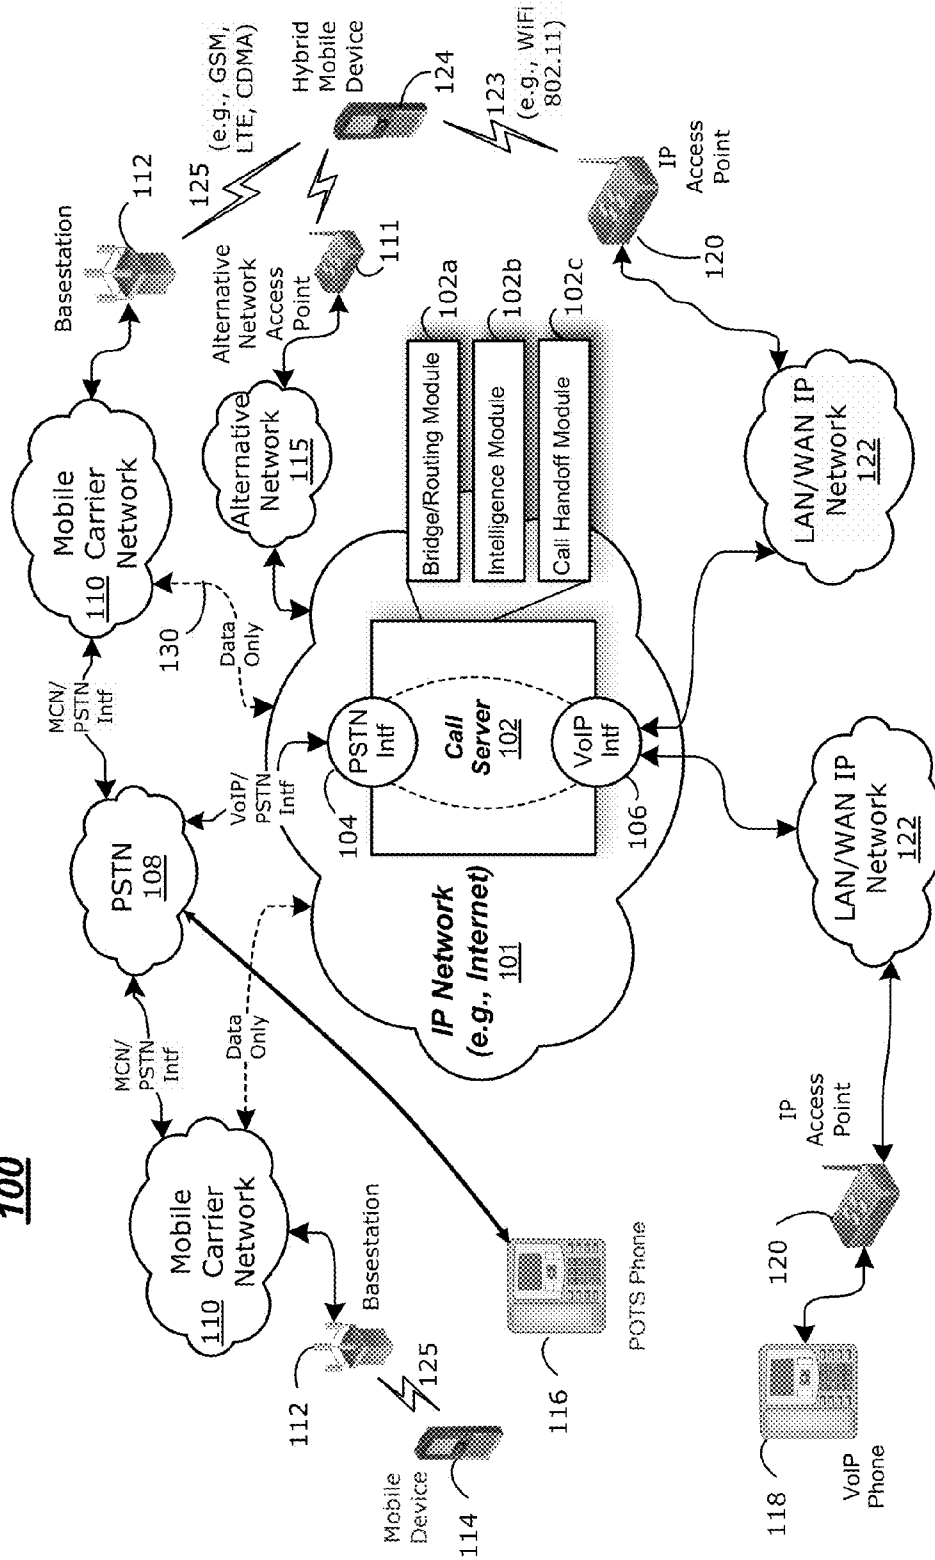 100
Mobile
Carrier
Network
110
MCN/
PSTN
Intf
PSTN
108
MCN/
PSTN
Intf
Mobile
Carrier
Network
110
Basestation
112
125
(e.g., GSM,
LTE, CDMA)
Hybrid
Mobile
Device
124
123
(e.g., WiFi
802.11)
IP
Access
Point
120
Alternative Network
Access
Point
111
Alternative
Network
115
130
Data
Only
VoIP/
PSTN
Intf
Data
Only
Basestation
112
125
Mobile
Device
114
116
POTS Phone
IP Network
(e.g., Internet)
101
104
PSTN
Intf
Call
Server
102
VoIP
Intf
106
Bridge/Routing Module
102a
Intelligence Module
102b
Call Handoff Module
102c
LAN/WAN IP
Network
122
LAN/WAN IP
Network
122
IP
Access
Point
120
118
VoIP
Phone